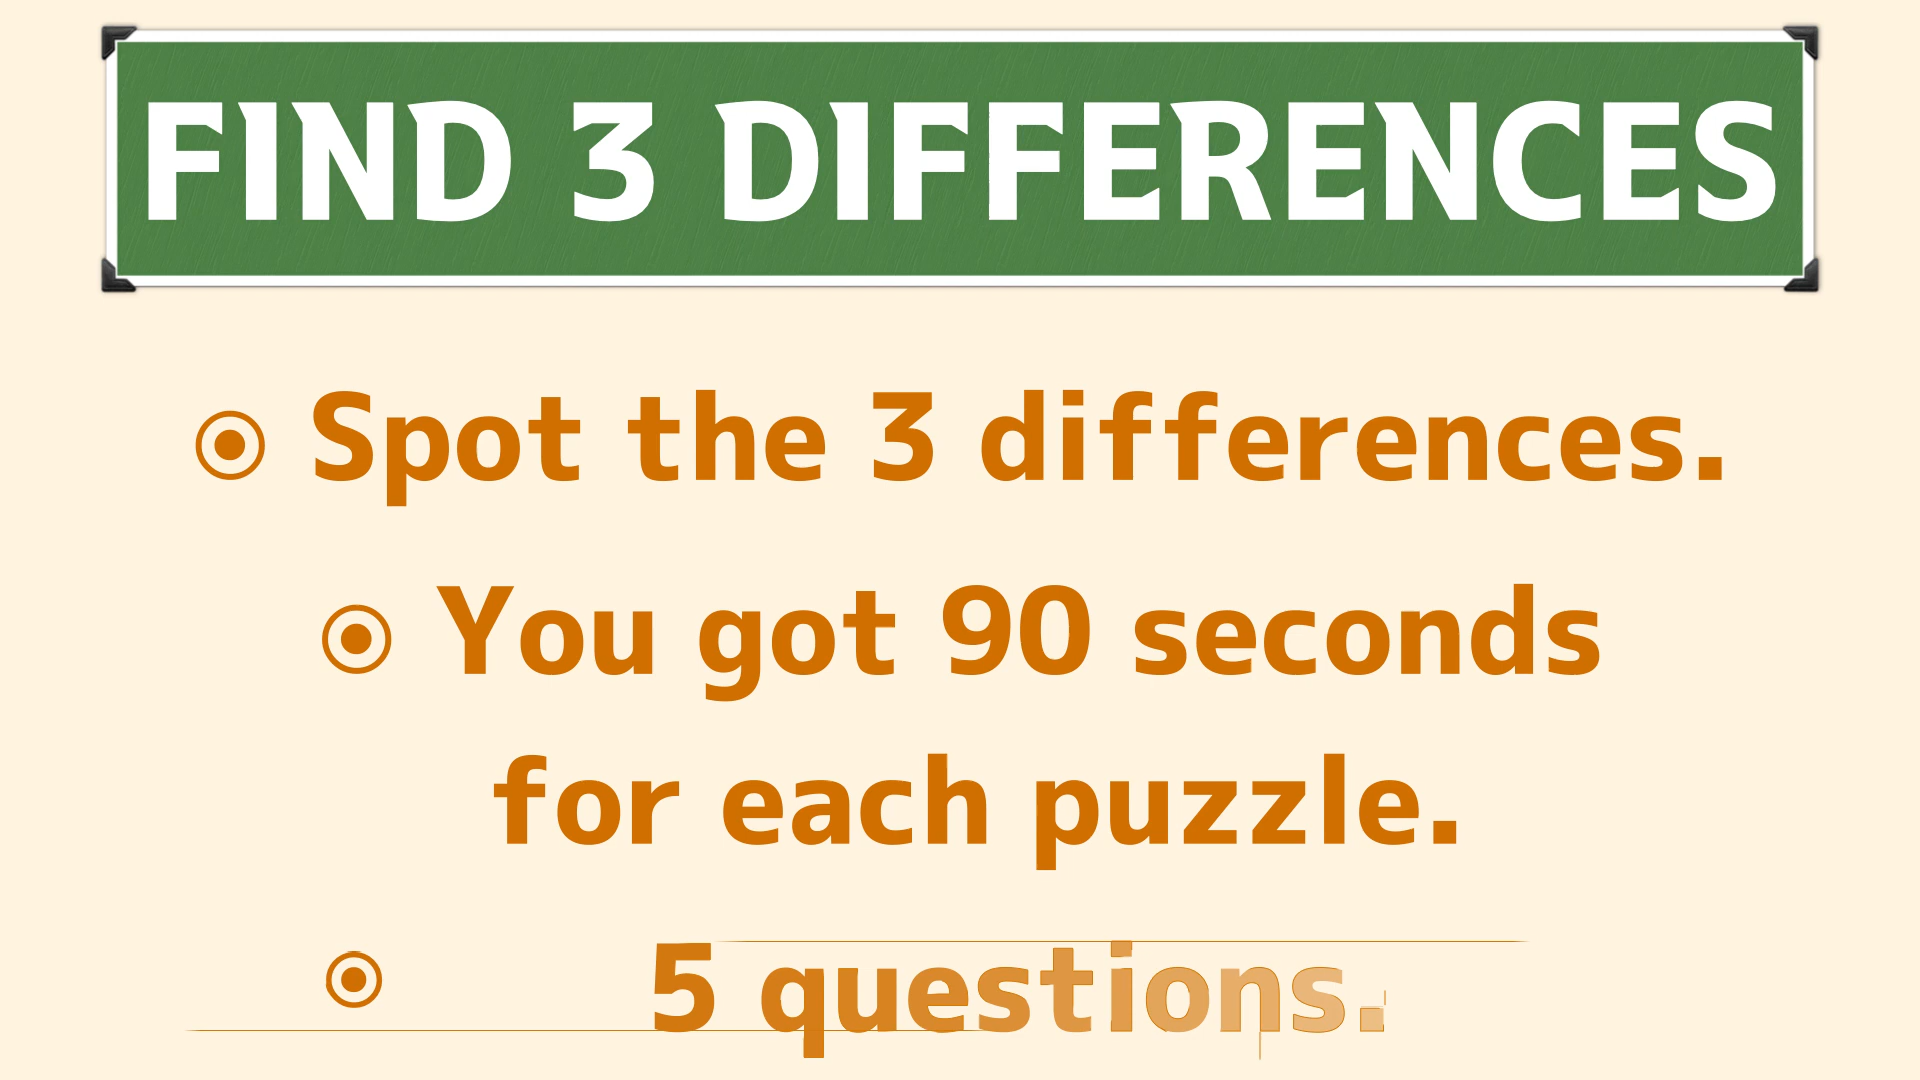 FIND 3 DIFFERENCES
◉ Spot the 3 differences.
◉ You got 90 seconds
for each puzzle.
◉ 5 questions.